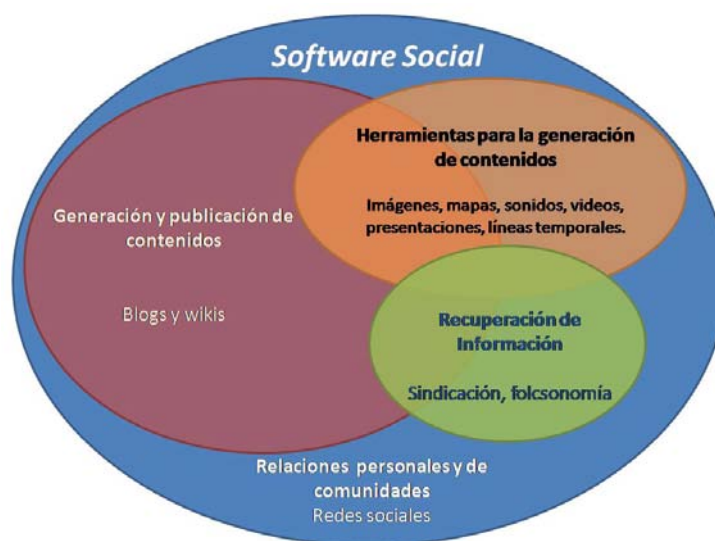 Software Social
Herramientas para la generación
de contenidos
Imágenes, mapas, sonidos, videos,
presentaciones, líneas temporales.
Generación y publicación de
contenidos
Blogs y wikis
Recuperación de
Información
Sindicación, folcsonomía
Relaciones personales y de
comunidades
Redes sociales